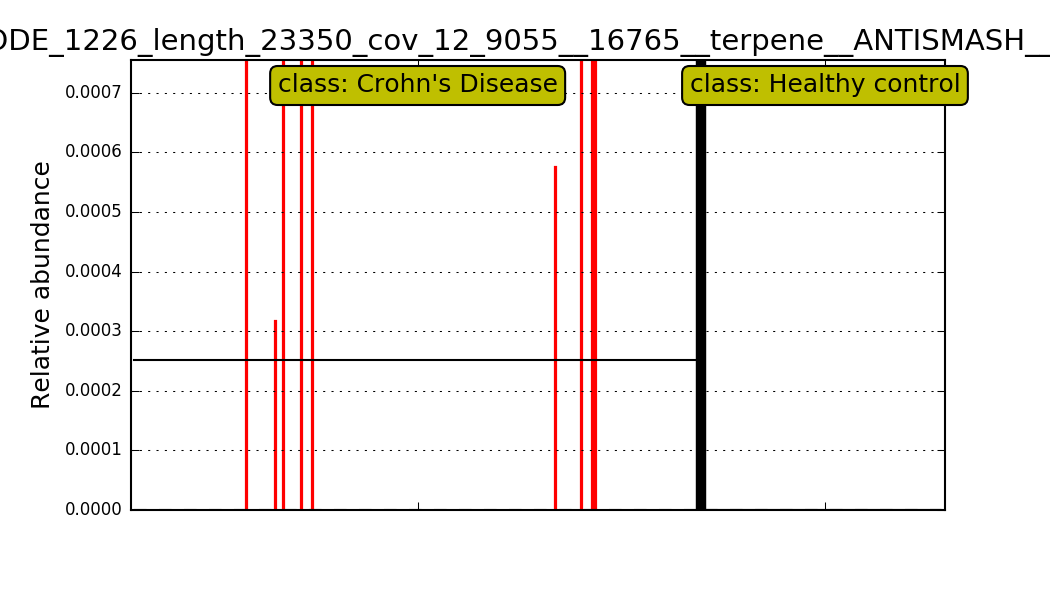 DDE_1226_length_23350_cov_12_9055__16765__terpene__ANTISMASH__
class: Crohn's Disease
class: Healthy control
Relative abundance
0.0007
0.0006
0.0005
0.0004
0.0003
0.0002
0.0001
0.0000